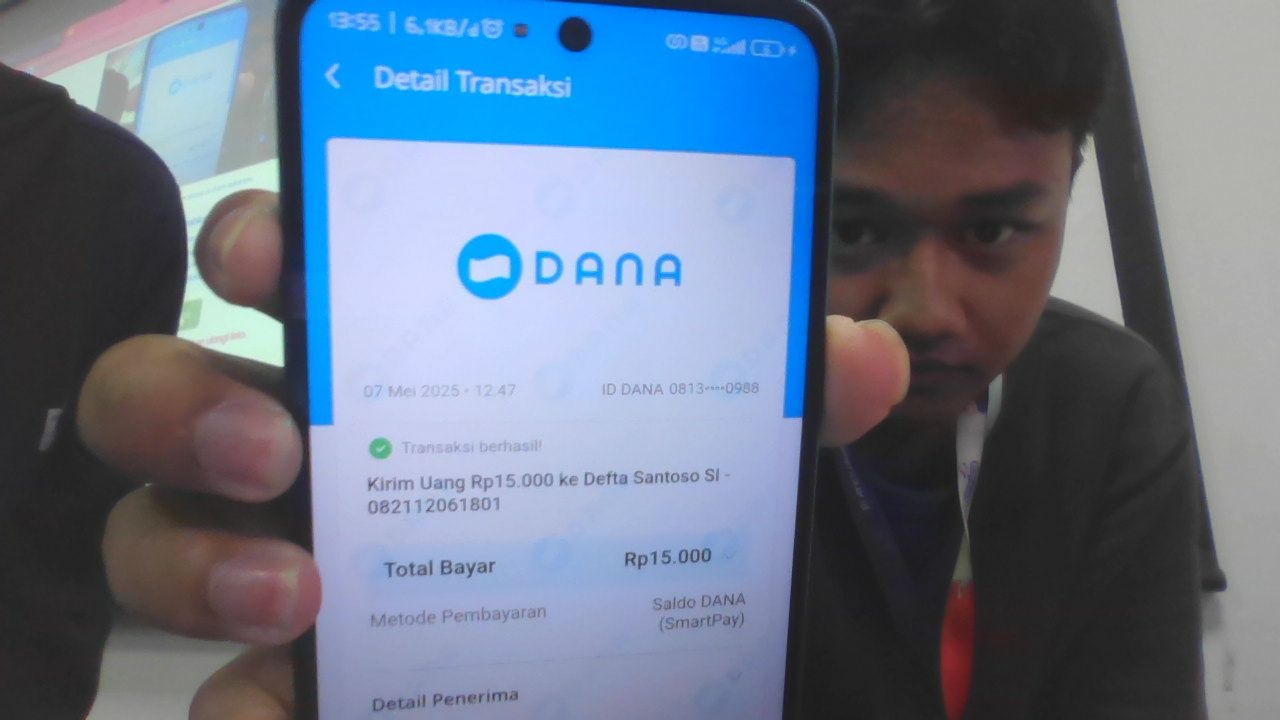 13:55 | 6,1KB/d
Detail Transaksi
DANA
07 Mei 2025 • 12.47
ID DANA 0813••••0988
Transaksi berhasil!
Kirim Uang Rp15.000 ke Defta Santoso SI -
082112061801
Total Bayar
Rp15.000
Metode Pembayaran
Saldo DANA
(SmartPay)
Detail Penerima